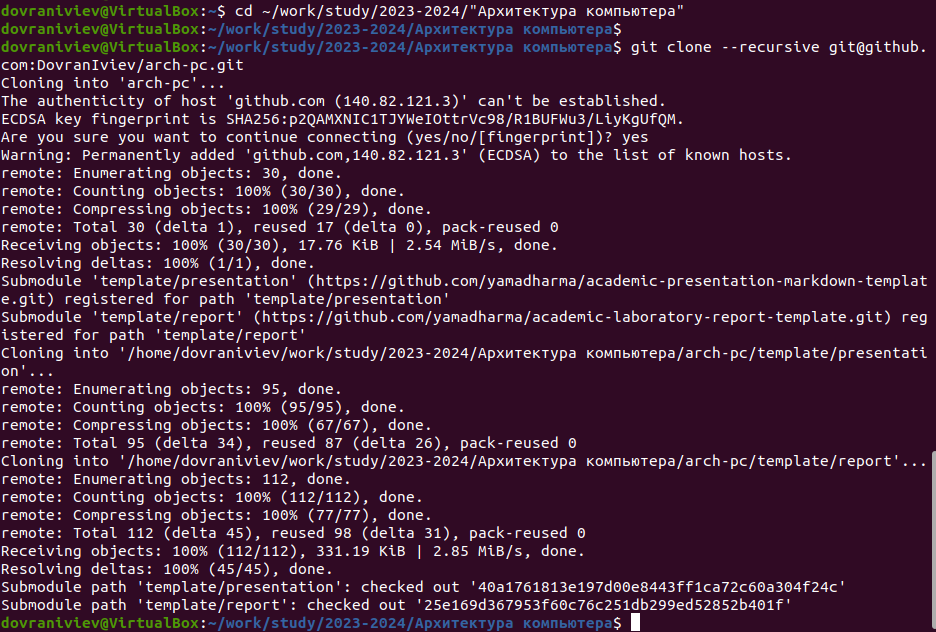 dovraniviev@VirtualBox:~$ cd ~/work/study/2023-2024/"Архитектура компьютера"
dovraniviev@VirtualBox:~/work/study/2023-2024/Архитектура компьютера$
dovraniviev@VirtualBox:~/work/study/2023-2024/Архитектура компьютера$ git clone --recursive git@github.
com:DovranIviev/arch-pc.git
Cloning into 'arch-pc'...
The authenticity of host 'github.com (140.82.121.3)' can't be established.
ECDSA key fingerprint is SHA256:p2QAMXNIC1TJYWeIOttrVc98/R1BUFWu3/LiyKgUfQM.
Are you sure you want to continue connecting (yes/no/[fingerprint])? yes
Warning: Permanently added 'github.com,140.82.121.3' (ECDSA) to the list of known hosts.
remote: Enumerating objects: 30, done.
remote: Counting objects: 100% (30/30), done.
remote: Compressing objects: 100% (29/29), done.
remote: Total 30 (delta 1), reused 17 (delta 0), pack-reused 0
Receiving objects: 100% (30/30), 17.76 KiB | 2.54 MiB/s, done.
Resolving deltas: 100% (1/1), done.
Submodule 'template/presentation' (https://github.com/yamadharma/academic-presentation-markdown-templat
e.git) registered for path 'template/presentation'
Submodule 'template/report' (https://github.com/yamadharma/academic-laboratory-report-template.git) reg
istered for path 'template/report'
Cloning into '/home/dovraniviev/work/study/2023-2024/Архитектура компьютера/arch-pc/template/presentati
on'...
remote: Enumerating objects: 95, done.
remote: Counting objects: 100% (95/95), done.
remote: Compressing objects: 100% (67/67), done.
remote: Total 95 (delta 34), reused 87 (delta 26), pack-reused 0
Cloning into '/home/dovraniviev/work/study/2023-2024/Архитектура компьютера/arch-pc/template/report'...
remote: Enumerating objects: 112, done.
remote: Counting objects: 100% (112/112), done.
remote: Compressing objects: 100% (77/77), done.
remote: Total 112 (delta 45), reused 98 (delta 31), pack-reused 0
Receiving objects: 100% (112/112), 331.19 KiB | 2.85 MiB/s, done.
Resolving deltas: 100% (45/45), done.
Submodule path 'template/presentation': checked out '40a1761813e197d00e8443ff1ca72c60a304f24c'
Submodule path 'template/report': checked out '25e169d367953f60c76c251db299ed52852b401f'
dovraniviev@VirtualBox:~/work/study/2023-2024/Архитектура компьютера$